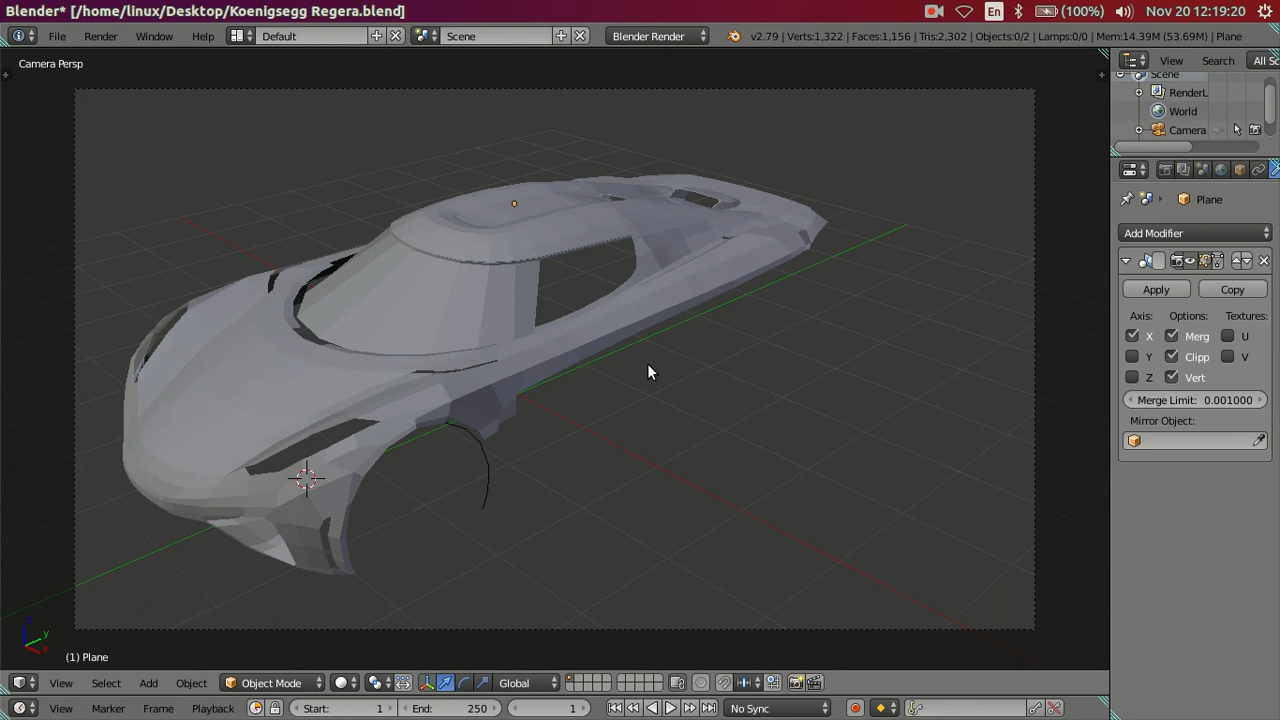 Blender* [/home/linux/Desktop/Koenigsegg Regera.blend] En (100%) Nov 20 12:19:20
File Render Window Help Default Scene Blender Render v2.79 | Verts:1,322 | Faces:1,156 | Tris:2,302 | Objects:0/2 | Lamps:0/0 | Mem:14.39M (53.69M) | Plane
Camera Persp
View Search All Sc
Scene
RenderL
World
Camera
Plane
Add Modifier
Apply Copy
Axis: Options: Textures:
X Merg U
Y Clipp V
Z Vert
Merge Limit: 0.001000
Mirror Object:
z
y
x
(1) Plane
View Select Add Object Object Mode Global
View Marker Frame Playback Start: 1 End: 250 1 No Sync